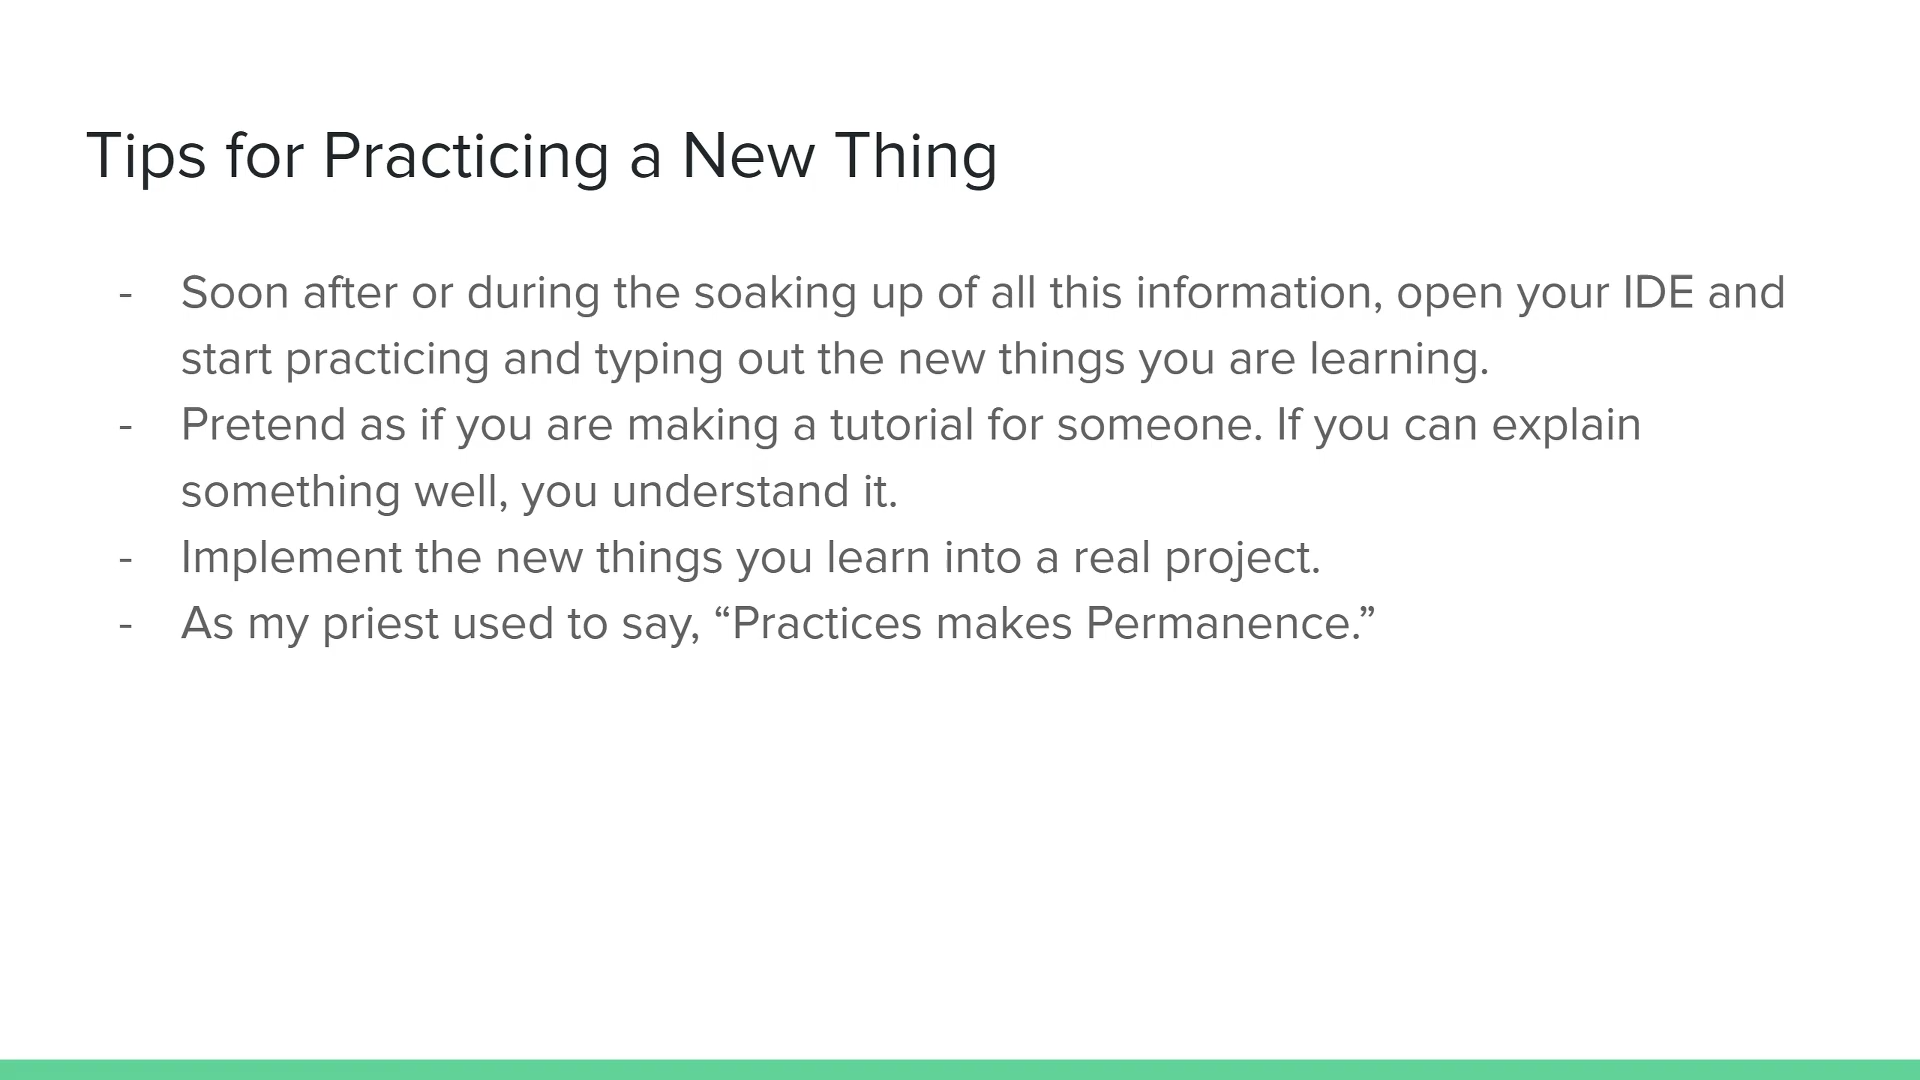 Tips for Practicing a New Thing
- Soon after or during the soaking up of all this information, open your IDE and
start practicing and typing out the new things you are learning.
- Pretend as if you are making a tutorial for someone. If you can explain
something well, you understand it.
- Implement the new things you learn into a real project.
- As my priest used to say, “Practices makes Permanence.”